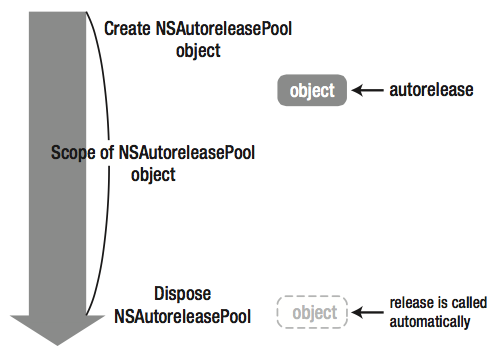 Create NSAutoreleasePool
object
object
autorelease
Scope of NSAutoreleasePool
object
Dispose
NSAutoreleasePool
object
release is called
automatically